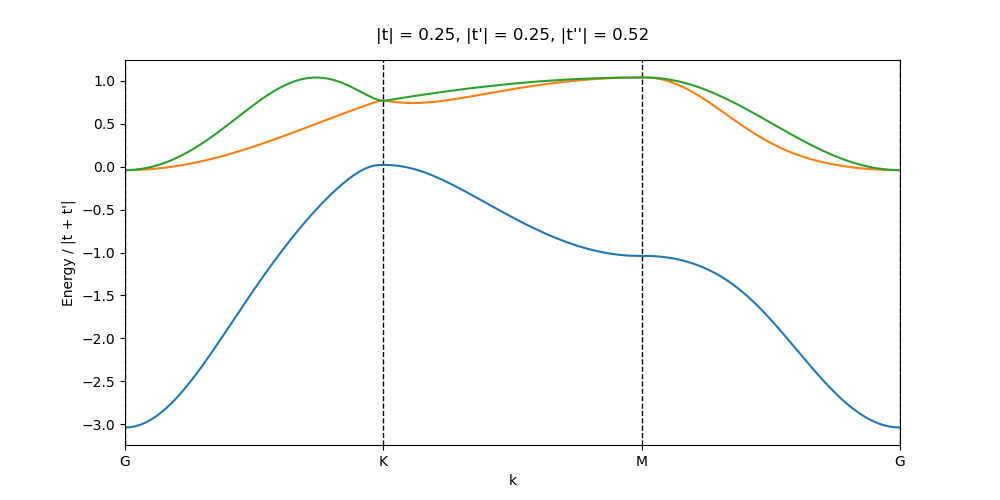 |t| = 0.25, |t'| = 0.25, |t''| = 0.52
Energy / |t + t'|
1.0
0.5
0.0
−0.5
−1.0
−1.5
−2.0
−2.5
−3.0
G K M G
k